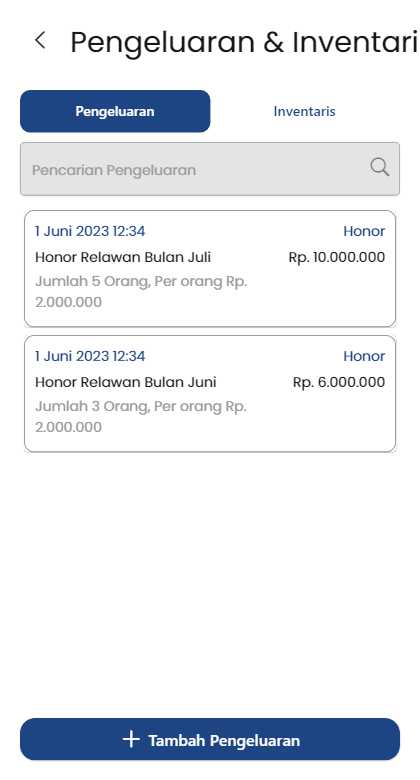 Pengeluaran & Inventari
Pengeluaran
Inventaris
Pencarian Pengeluaran
1 Juni 2023 12:34
Honor
Honor Relawan Bulan Juli
Rp. 10.000.000
Jumlah 5 Orang, Per orang Rp.
2.000.000
1 Juni 2023 12:34
Honor
Honor Relawan Bulan Juni
Rp. 6.000.000
Jumlah 3 Orang, Per orang Rp.
2.000.000
+ Tambah Pengeluaran